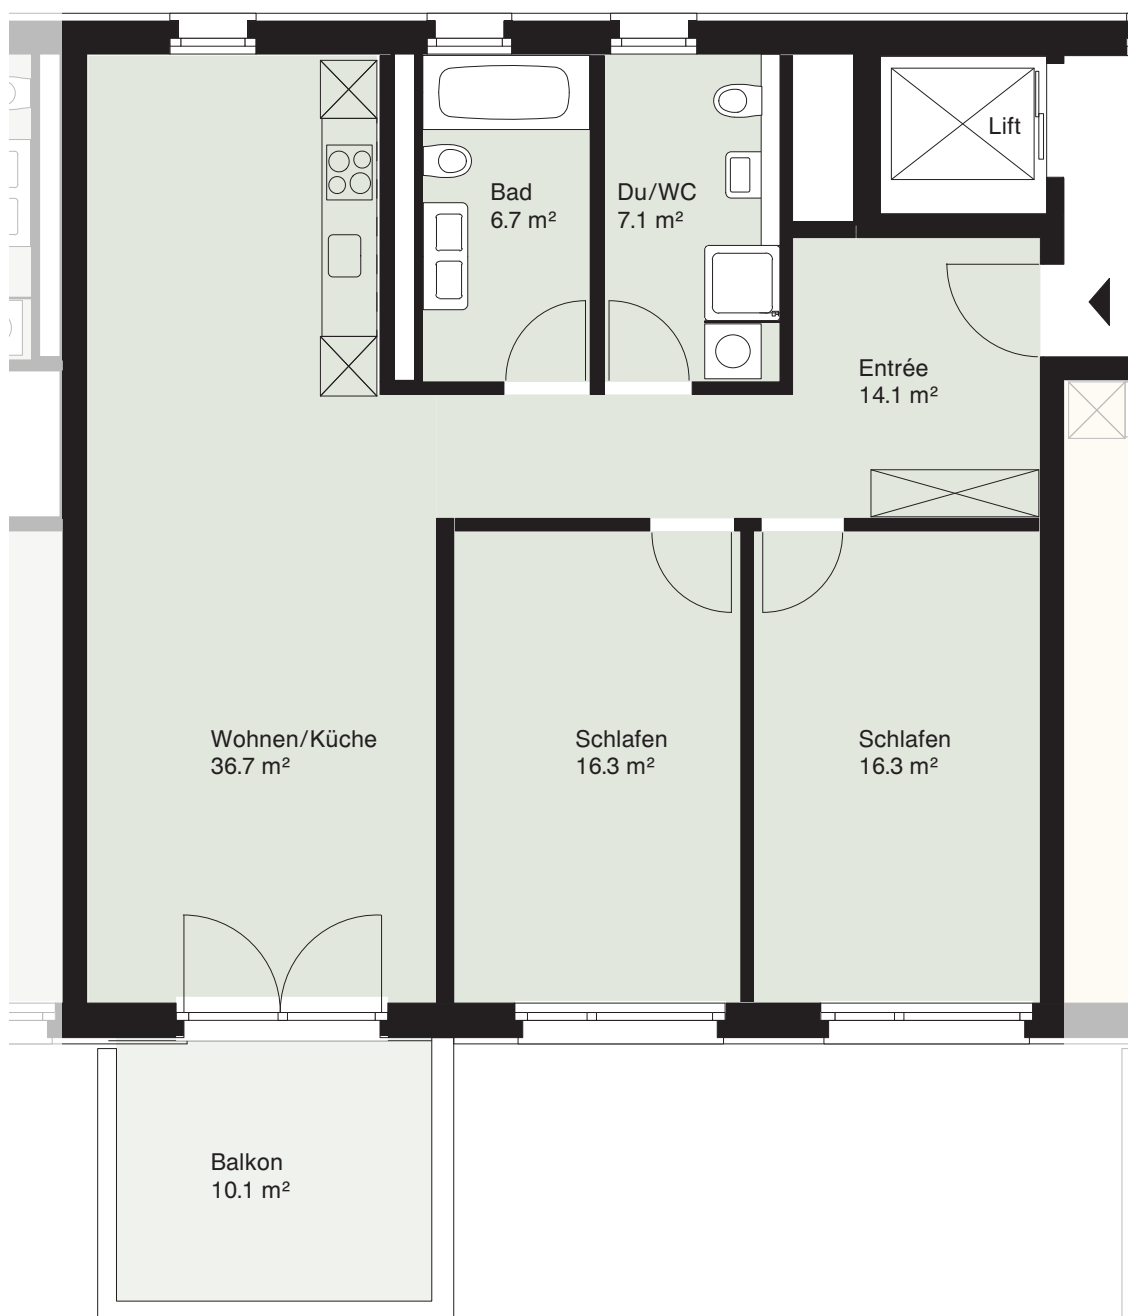 Lift
Bad
6.7 m²
Du/WC
7.1 m²
Entrée
14.1 m²
Wohnen/Küche
36.7 m²
Schlafen
16.3 m²
Schlafen
16.3 m²
Balkon
10.1 m²